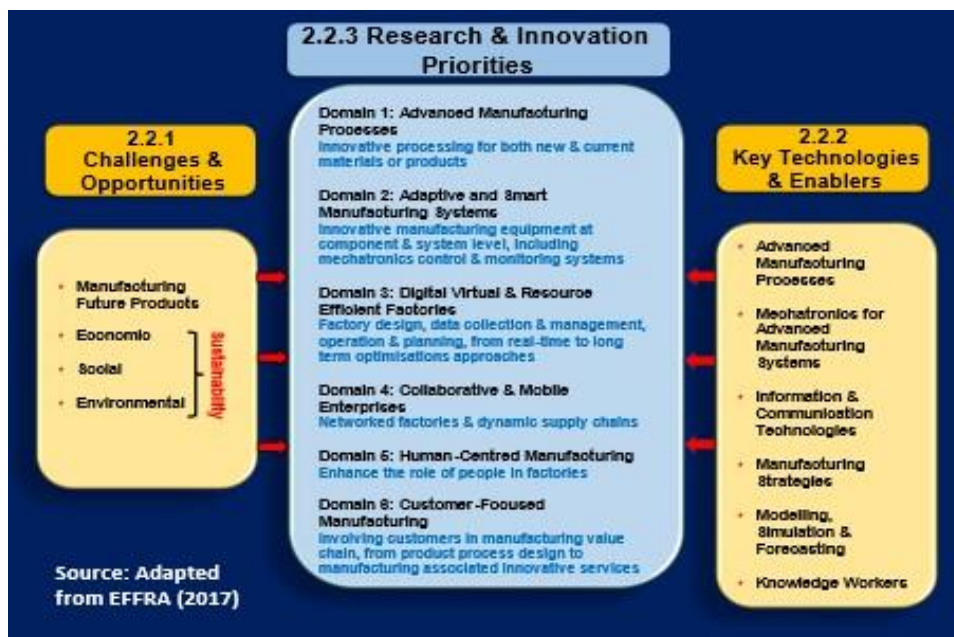 2.2.3 Research & Innovation
Priorities
2.2.1
Challenges &
Opportunities
• Manufacturing
Future Products
• Economic
• Social
• Environmental
Sustainability
Domain 1: Advanced Manufacturing
Processes
Innovative processing for both new & current
materials or products
Domain 2: Adaptive and Smart
Manufacturing Systems
Innovative manufacturing equipment at
component & system level, including
mechatronics control & monitoring systems
Domain 3: Digital Virtual & Resource
Efficient Factories
Factory design, data collection & management,
operation & planning, from real-time to long
term optimisations approaches
Domain 4: Collaborative & Mobile
Enterprises
Networked factories & dynamic supply chains
Domain 5: Human-Centred Manufacturing
Enhance the role of people in factories
Domain 6: Customer-Focused
Manufacturing
Involving customers in manufacturing value
chain, from product process design to
manufacturing associated innovative services
2.2.2
Key Technologies
& Enablers
• Advanced
Manufacturing
Processes
• Mechatronics for
Advanced
Manufacturing
Systems
• Information &
Communication
Technologies
• Manufacturing
Strategies
• Modelling,
Simulation &
Forecasting
• Knowledge Workers
Source: Adapted
from EFFRA (2017)